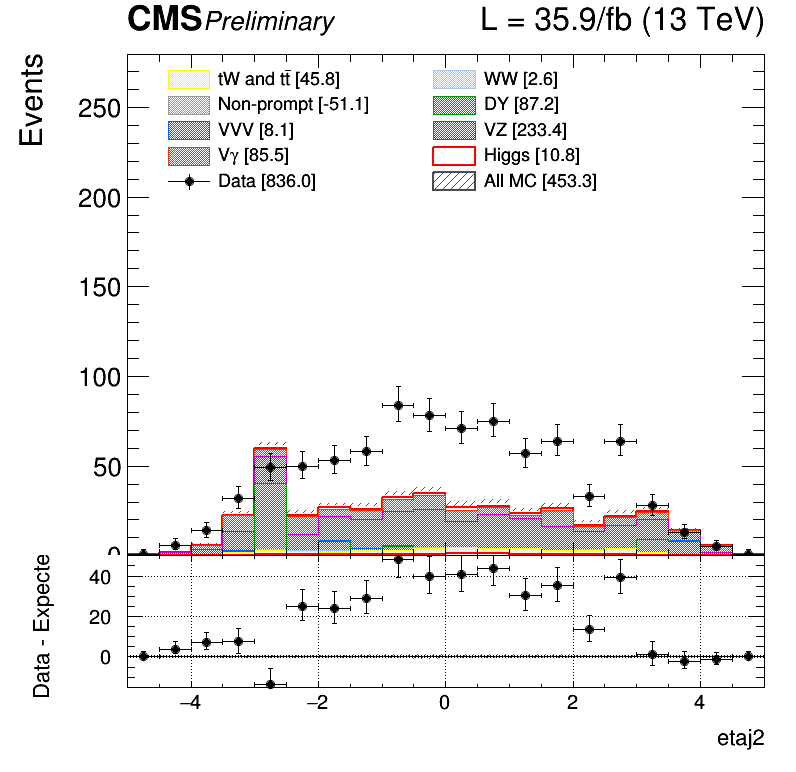 CMS Preliminary L = 35.9/fb (13 TeV)
Events
tW and tt̄ [45.8] WW [2.6]
Non-prompt [-51.1] DY [87.2]
VVV [8.1] VZ [233.4]
Vγ [85.5] Higgs [10.8]
Data [836.0] All MC [453.3]
250
200
150
100
50
0
Data - Expecte
40
20
0
−4 −2 0 2 4
etaj2